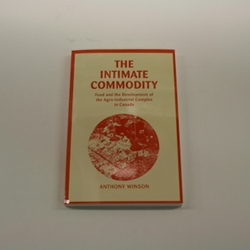 THE
INTIMATE
COMMODITY
Food and the Development of
the Agro-Industrial Complex
in Canada
ANTHONY WINSON